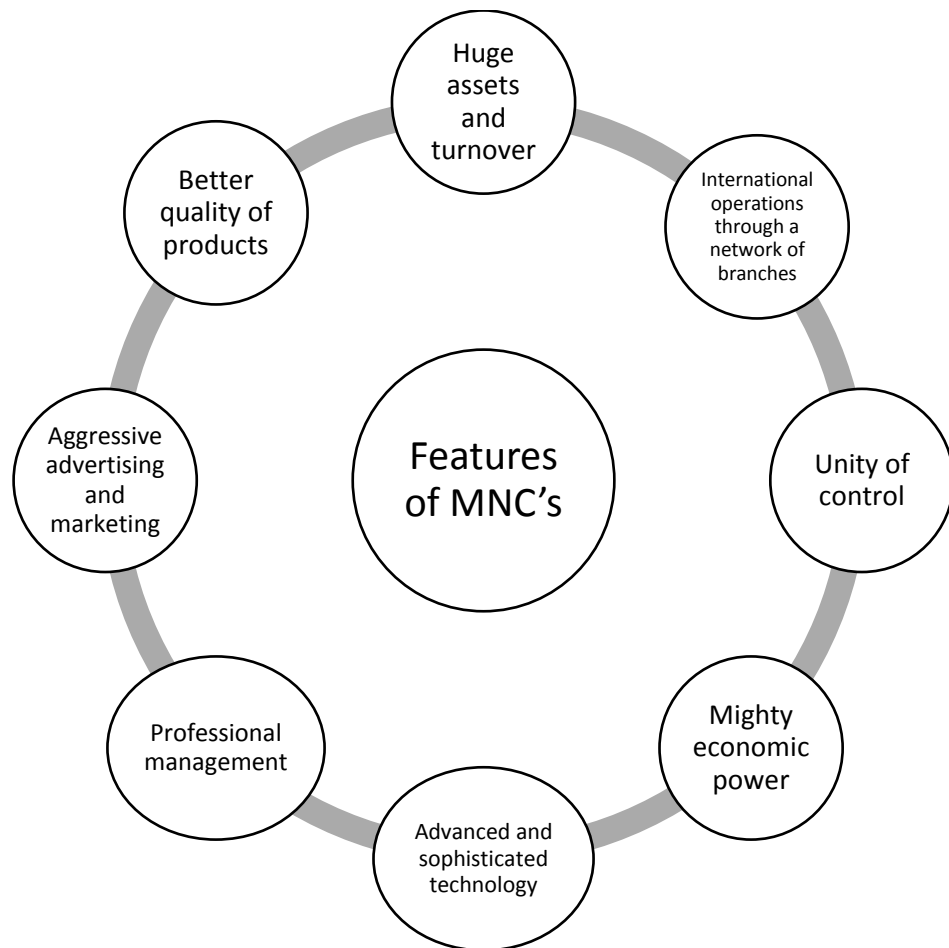 Huge
assets
and
turnover
International
operations
through a
network of
branches
Unity of
control
Mighty
economic
power
Advanced and
sophisticated
technology
Professional
management
Aggressive
advertising
and
marketing
Better
quality of
products
Features
of MNC’s